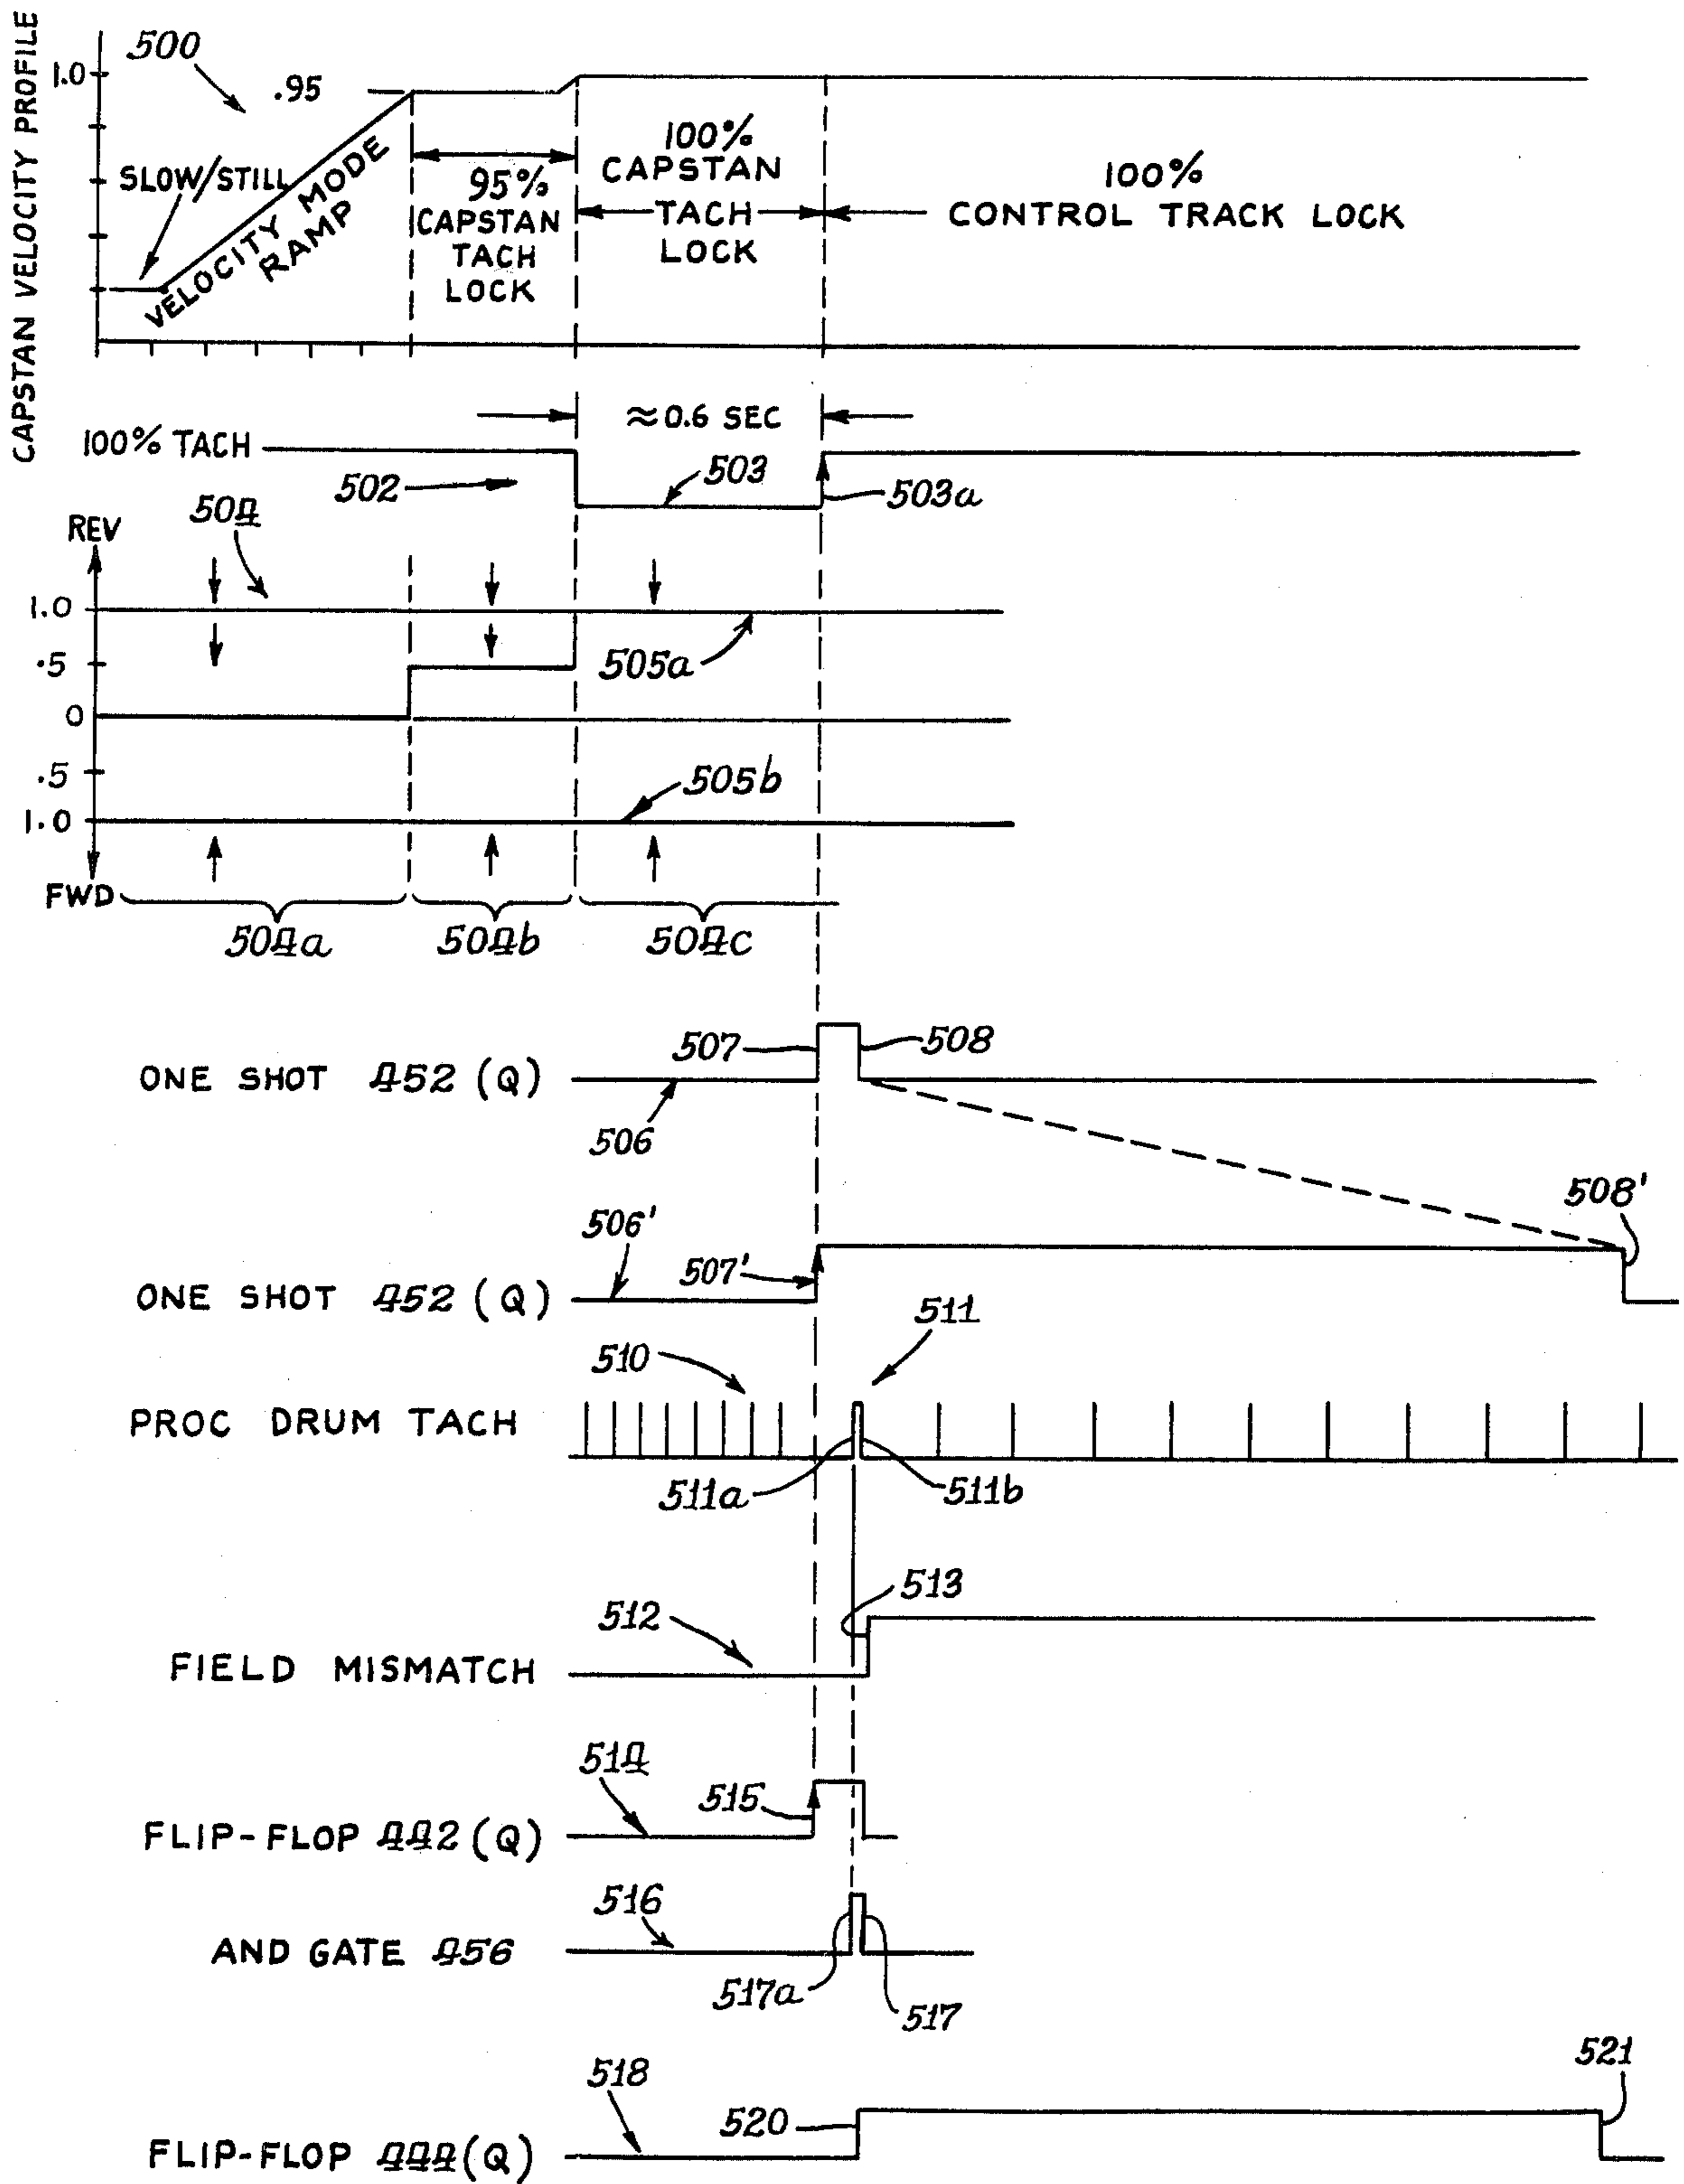 CAPSTAN VELOCITY PROFILE
500
1.0
.95
SLOW/STILL
VELOCITY MODE
RAMP
95%
CAPSTAN
TACH
LOCK
100%
CAPSTAN
TACH
LOCK
100%
CONTROL TRACK LOCK
≈0.6 SEC
100% TACH
502
503
503a
504
REV
1.0
.5
0
.5
1.0
FWD
505a
505b
504a
504b
504c
507
508
ONE SHOT 452 (Q)
506
508'
506'
507'
ONE SHOT 452 (Q)
511
510
PROC DRUM TACH
511a
511b
513
512
FIELD MISMATCH
514
515
FLIP-FLOP 442 (Q)
516
AND GATE 456
517a
517
521
518
520
FLIP-FLOP 444 (Q)